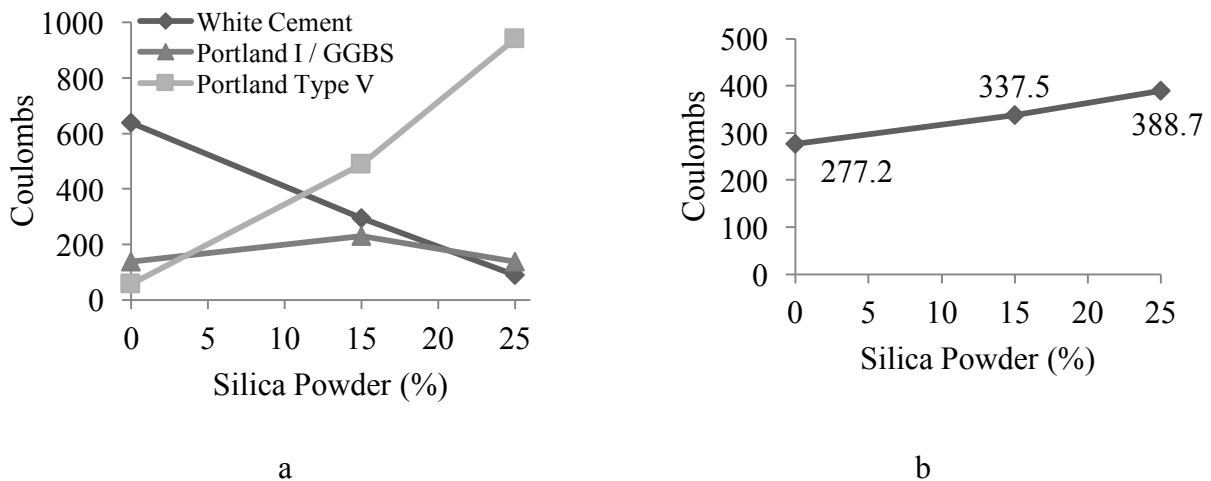 1000
800
600
400
200
0
Coulombs
White Cement
Portland I / GGBS
Portland Type V
0 5 10 15 20 25
Silica Powder (%)
a
500
400
300
200
100
0
Coulombs
277.2
337.5
388.7
0 5 10 15 20 25
Silica Powder (%)
b